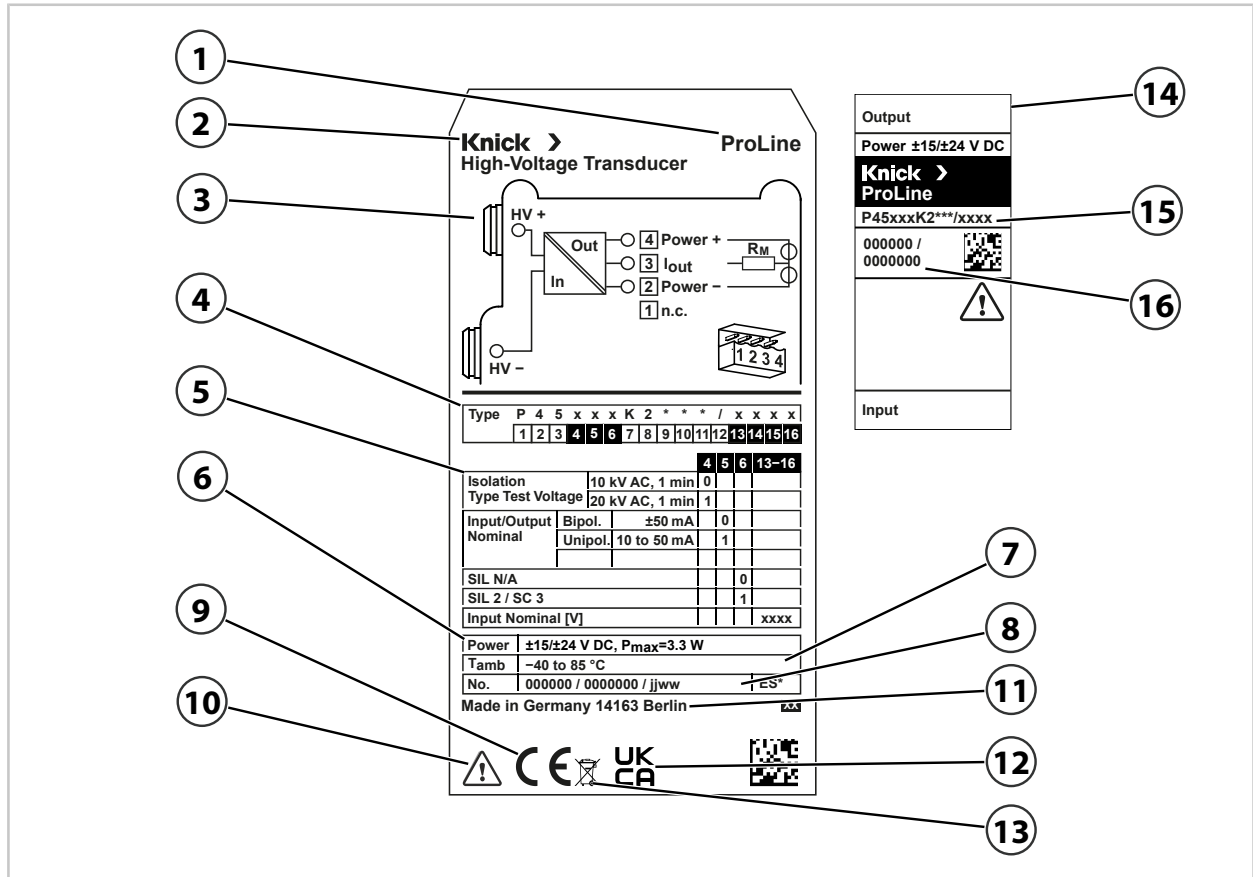 1
2
3
4
5
6
9
10
Knick > ProLine
High-Voltage Transducer
HV +
Out
In
4 Power +
3 Iout
2 Power −
1 n.c.
RM
HV −
1 2 3 4
Type P 4 5 x x x K 2 * * * / x x x x
1 2 3 4 5 6 7 8 9 10 11 12 13 14 15 16
4 5 6 13–16
Isolation 10 kV AC, 1 min 0
Type Test Voltage 20 kV AC, 1 min 1
Input/Output Bipol. ±50 mA 0
Nominal Unipol. 10 to 50 mA 1
SIL N/A 0
SIL 2 / SC 3 1
Input Nominal [V] xxxx
Power ±15/±24 V DC, Pmax=3.3 W
Tamb −40 to 85 °C
No. 000000 / 0000000 / jjww ES*
Made in Germany 14163 Berlin xx
CE UK
CA
7
8
11
12
13
Output
Power ±15/±24 V DC
Knick >
ProLine
P45xxxK2***/xxxx
000000 /
0000000
Input
14
15
16